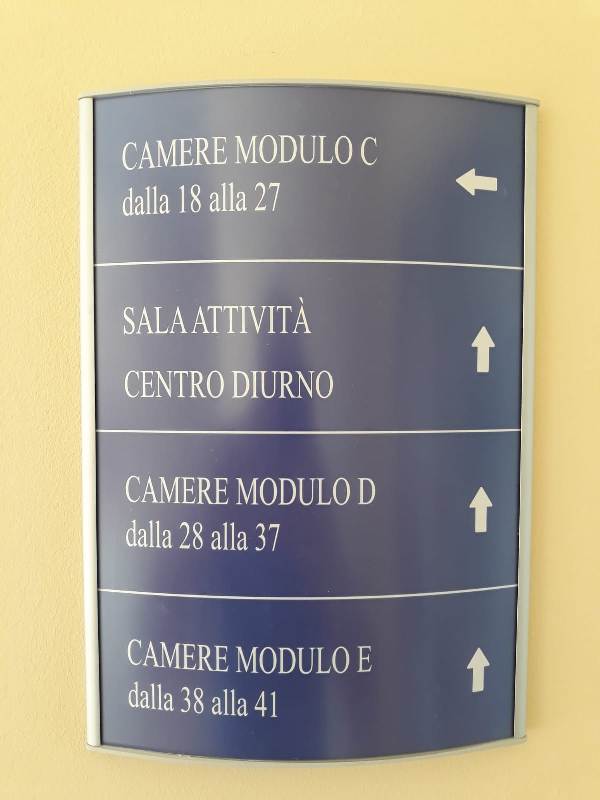 CAMERE MODULO C
dalla 18 alla 27
SALA ATTIVITÀ
CENTRO DIURNO
CAMERE MODULO D
dalla 28 alla 37
CAMERE MODULO E
dalla 38 alla 41